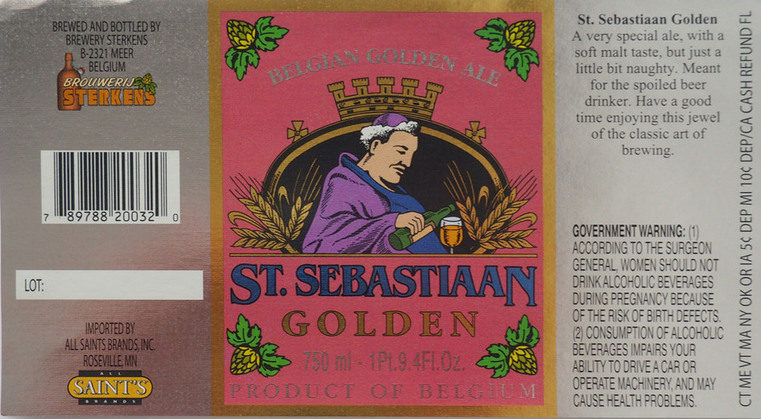 BREWED AND BOTTLED BY
BREWERY STERKENS
B-2321 MEER
BELGIUM
BROUWERIJ
STERKENS
7 89788 20032 0
LOT:
IMPORTED BY
ALL SAINTS BRANDS, INC.
ROSEVILLE, MN
ALL
SAINT'S
BRANDS
BELGIAN GOLDEN ALE
ST. SEBASTIAAN
GOLDEN
750 ml - 1Pt.9.4Fl.Oz.
PRODUCT OF BELGIUM
St. Sebastiaan Golden
A very special ale, with a
soft malt taste, but just a
little bit naughty. Meant
for the spoiled beer
drinker. Have a good
time enjoying this jewel
of the classic art of
brewing.
GOVERNMENT WARNING: (1)
ACCORDING TO THE SURGEON
GENERAL, WOMEN SHOULD NOT
DRINK ALCOHOLIC BEVERAGES
DURING PREGNANCY BECAUSE
OF THE RISK OF BIRTH DEFECTS.
(2) CONSUMPTION OF ALCOHOLIC
BEVERAGES IMPAIRS YOUR
ABILITY TO DRIVE A CAR OR
OPERATE MACHINERY, AND MAY
CAUSE HEALTH PROBLEMS.
CT ME VT MA NY OK OR IA 5¢ DEP MI 10¢ DEP/CA CASH REFUND FL